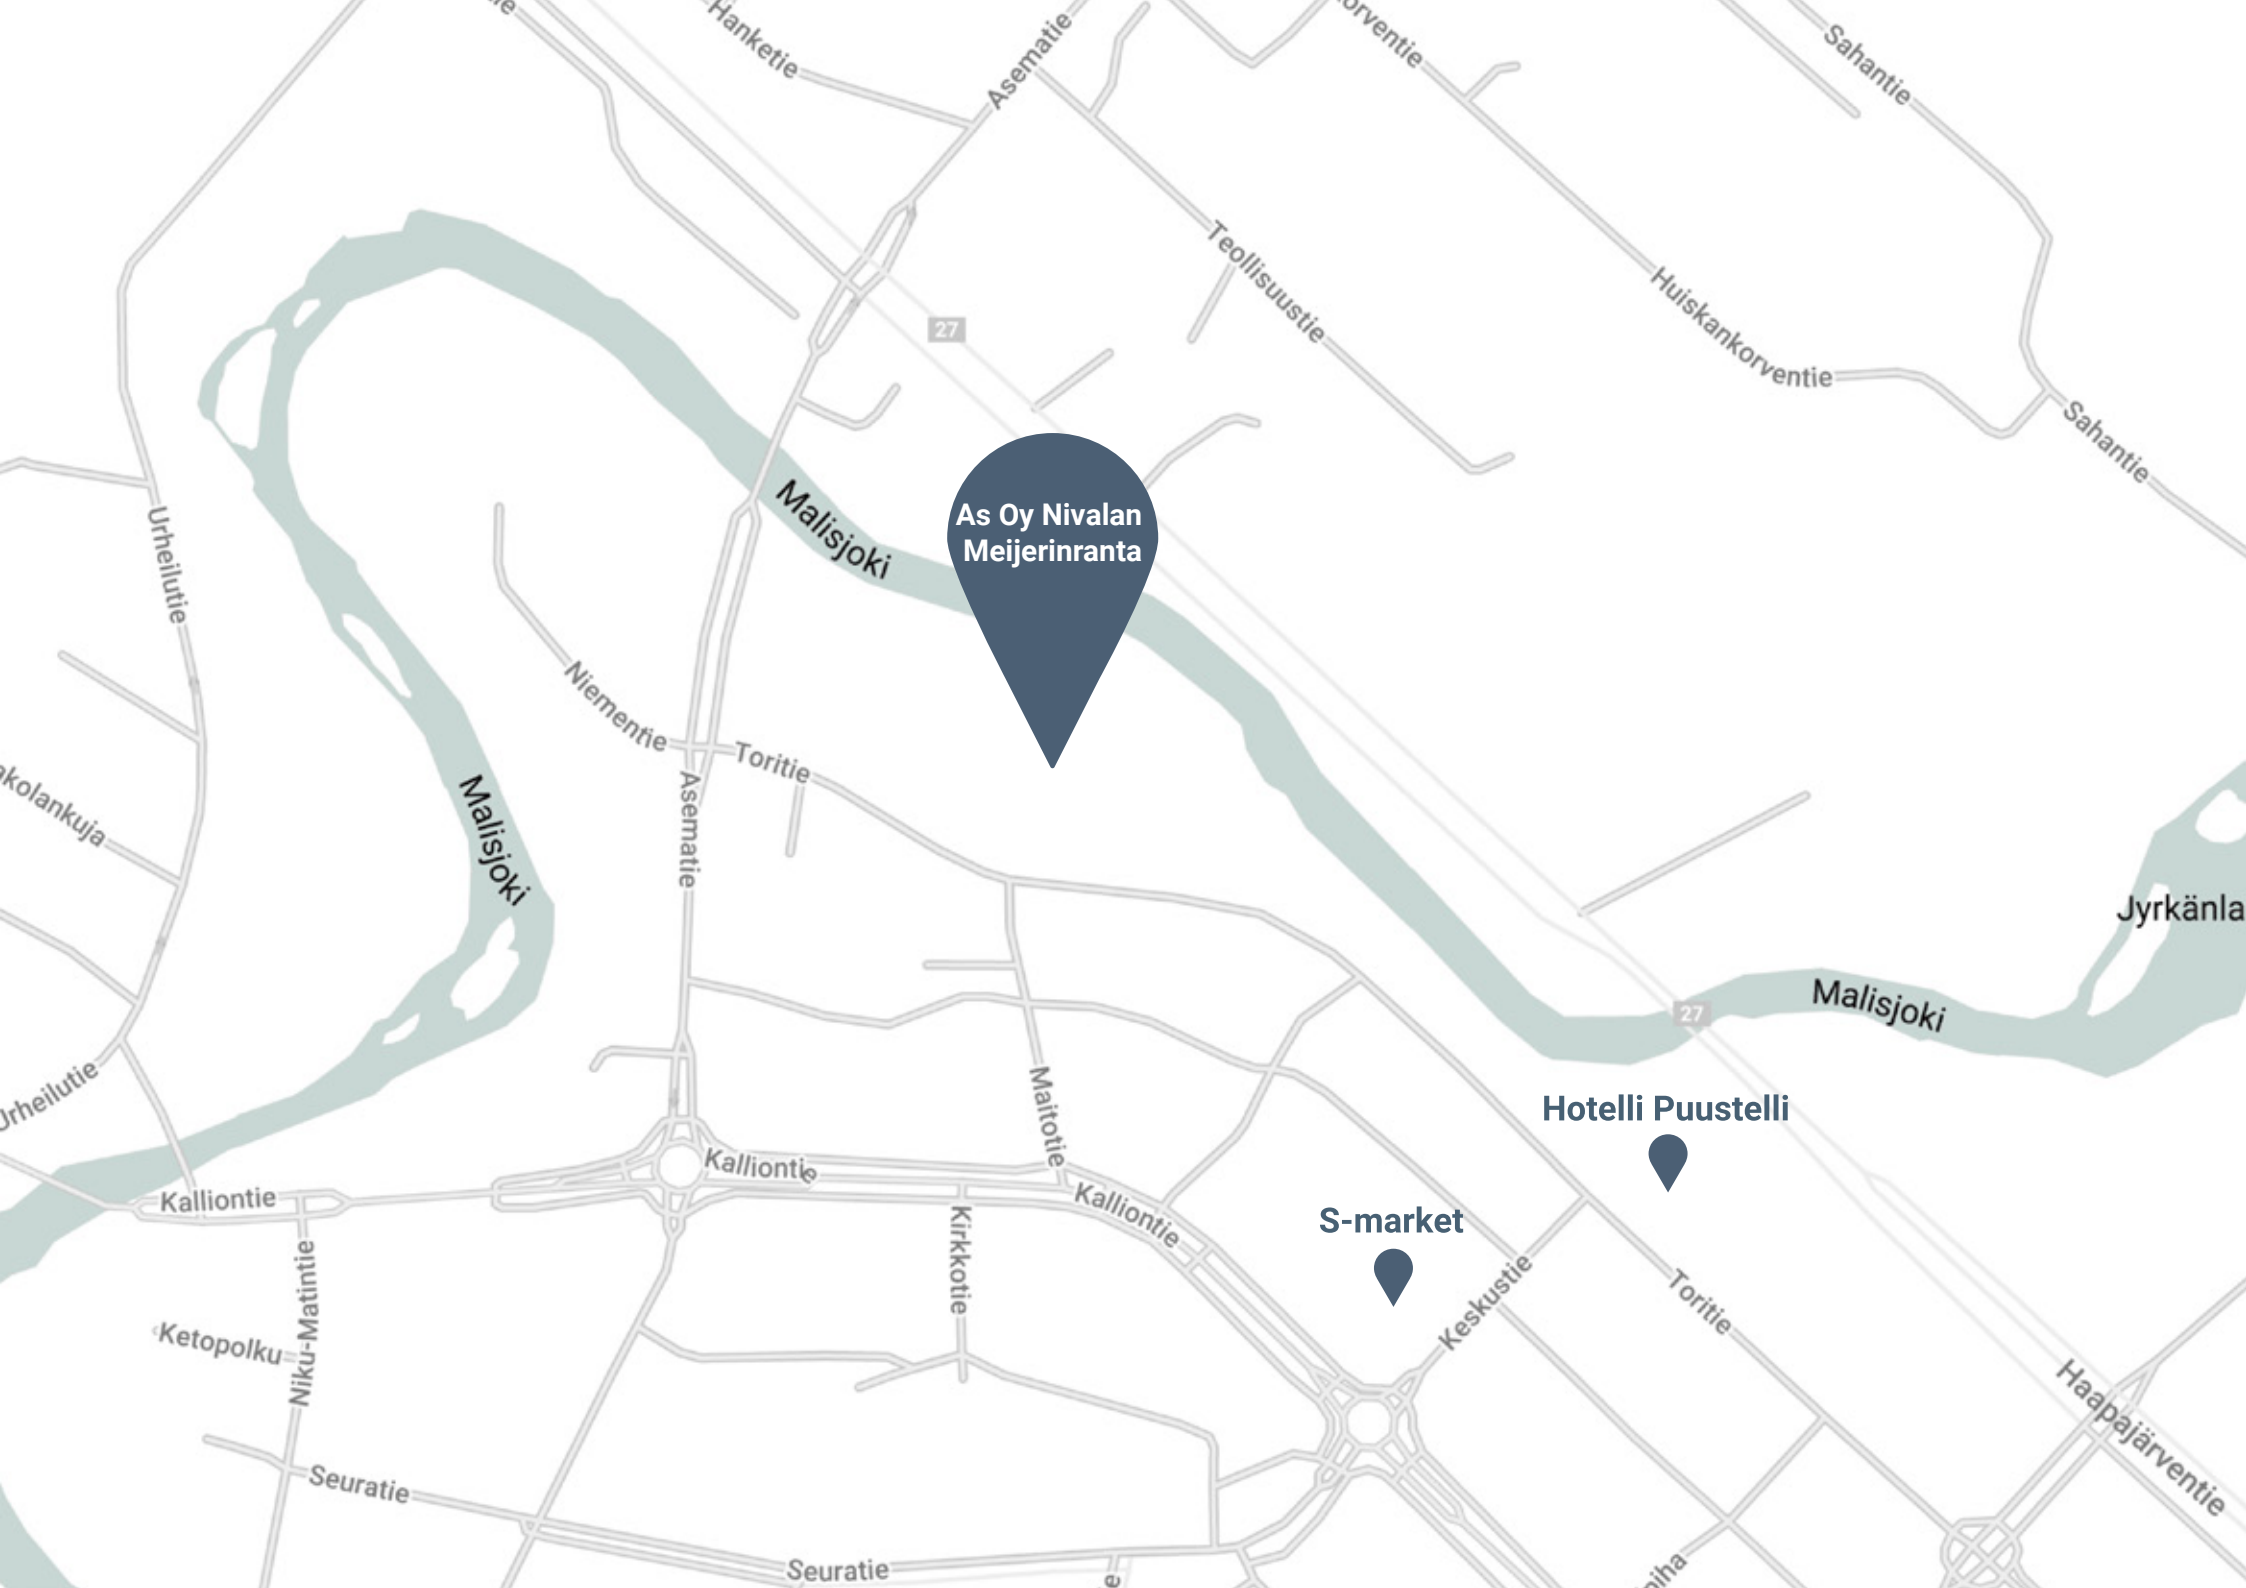 Hanketie
Asematie
Sahantie
27
Teollisuustie
Huiskankorventie
Sahantie
Urheilutie
Malisjoki
As Oy Nivalan
Meijerinranta
Niementie
Toritie
Asematie
Malisjoki
Malisjoki
27
Urheilutie
Maitotie
Hotelli Puustelli
Kalliontie
Kalliontie
Kalliontie
Kirkkotie
S-market
Niku-Matintie
Keskustie
Toritie
Ketopolku
Haapajärventie
Seuratie
Seuratie